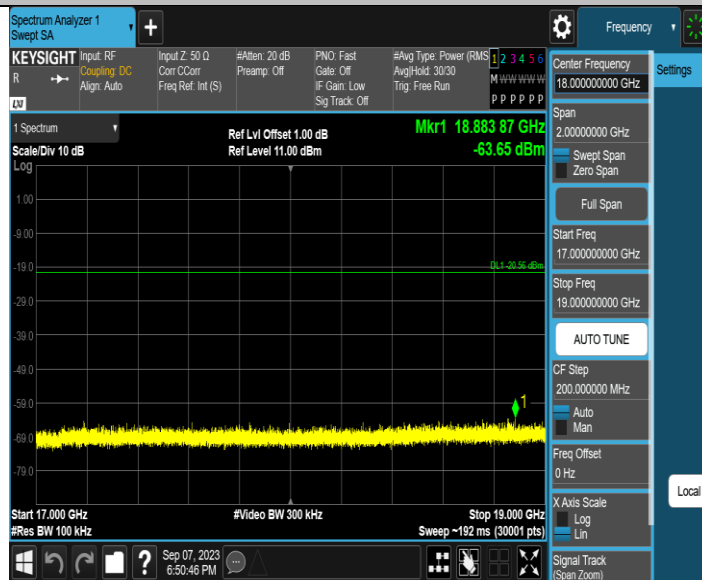 Spectrum Analyzer 1
Swept SA
Frequency
KEYSIGHT
R
LXI
Input: RF
Coupling: DC
Align: Auto
Input Z: 50 Ω
Corr CCorr
Freq Ref: Int (S)
#Atten: 20 dB
Preamp: Off
PNO: Fast
Gate: Off
IF Gain: Low
Sig Track: Off
#Avg Type: Power (RMS
Avg|Hold: 30/30
Trig: Free Run
1 2 3 4 5 6
M W W W W W
P P P P P P
1 Spectrum
Scale/Div 10 dB
Log
Ref Lvl Offset 1.00 dB
Ref Level 11.00 dBm
Mkr1 18.883 87 GHz
-63.65 dBm
1.00
-9.00
-19.0
-29.0
-39.0
-49.0
-59.0
-69.0
-79.0
DL1 -20.56 dBm
1
Start 17.000 GHz
#Res BW 100 kHz
#Video BW 300 kHz
Stop 19.000 GHz
Sweep ~192 ms (30001 pts)
?
Sep 07, 2023
6:50:46 PM
Center Frequency
18.000000000 GHz
Span
2.00000000 GHz
Swept Span
Zero Span
Full Span
Start Freq
17.000000000 GHz
Stop Freq
19.000000000 GHz
AUTO TUNE
CF Step
200.000000 MHz
Auto
Man
Freq Offset
0 Hz
X Axis Scale
Log
Lin
Signal Track
(Span Zoom)
Settings
Local